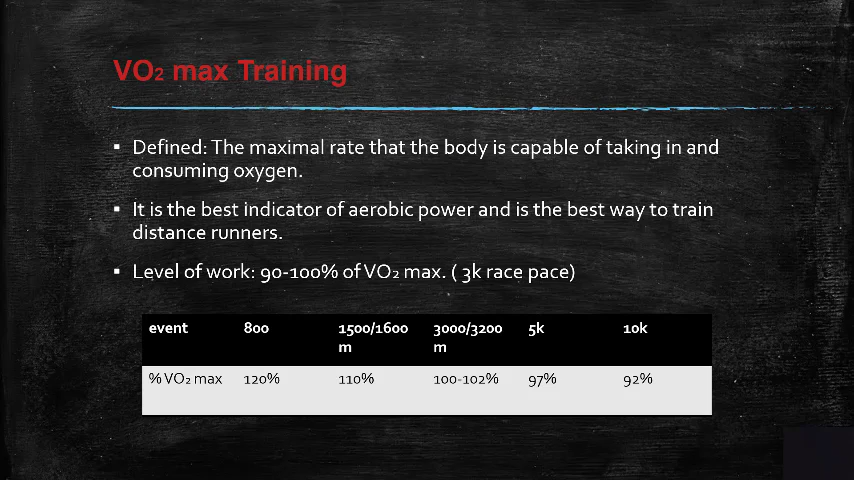 VO₂ max Training
▪ Defined: The maximal rate that the body is capable of taking in and
consuming oxygen.
▪ It is the best indicator of aerobic power and is the best way to train
distance runners.
▪ Level of work: 90-100% of VO₂ max. ( 3k race pace)
event 800 1500/1600 m 3000/3200 m 5k 10k
% VO₂ max 120% 110% 100-102% 97% 92%